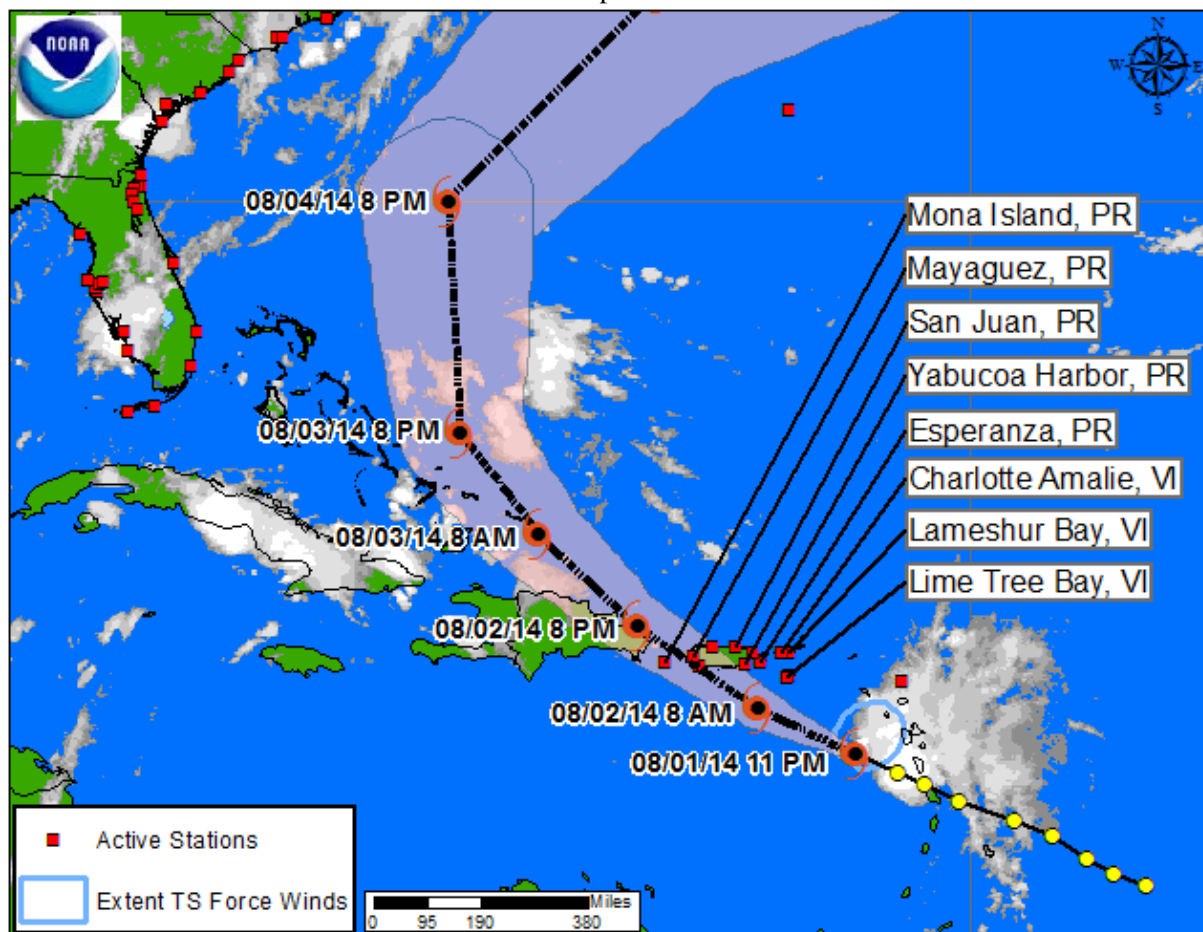 NOAA
N
W E
S
08/04/14 8 PM
Mona Island, PR
Mayaguez, PR
San Juan, PR
Yabucoa Harbor, PR
Esperanza, PR
Charlotte Amalie, VI
Lameshur Bay, VI
Lime Tree Bay, VI
08/03/14 8 PM
08/03/14 8 AM
08/02/14 8 PM
08/02/14 8 AM
08/01/14 11 PM
Active Stations
Extent TS Force Winds
Miles
0 95 190 380